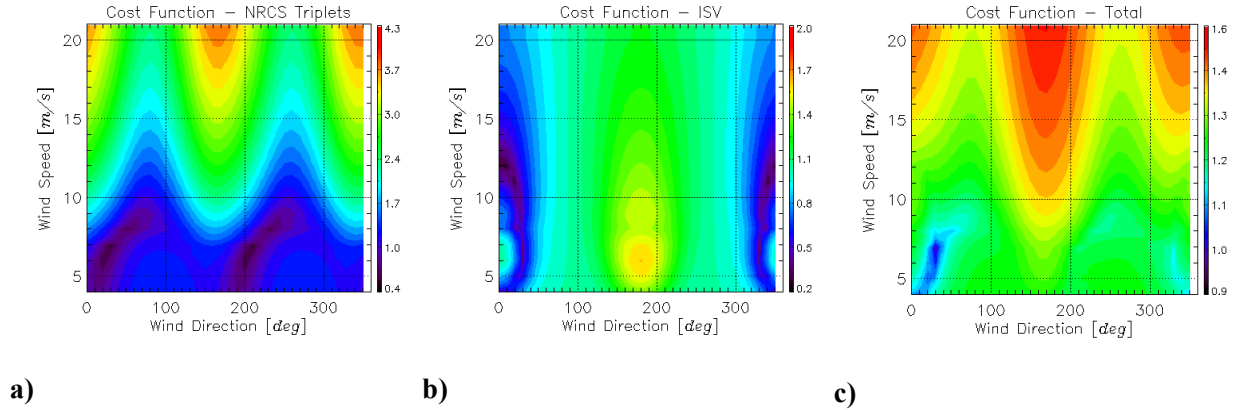 Cost Function – NRCS Triplets
20
15
10
5
Wind Speed [m/s]
0 100 200 300
Wind Direction [deg]
4.3
3.7
3.0
2.4
1.7
1.0
0.4
Cost Function – ISV
20
15
10
5
Wind Speed [m/s]
0 100 200 300
Wind Direction [deg]
2.0
1.7
1.4
1.1
0.8
0.5
0.2
Cost Function – Total
20
15
10
5
Wind Speed [m/s]
0 100 200 300
Wind Direction [deg]
1.6
1.4
1.3
1.2
1.1
1.0
0.9
a) b) c)